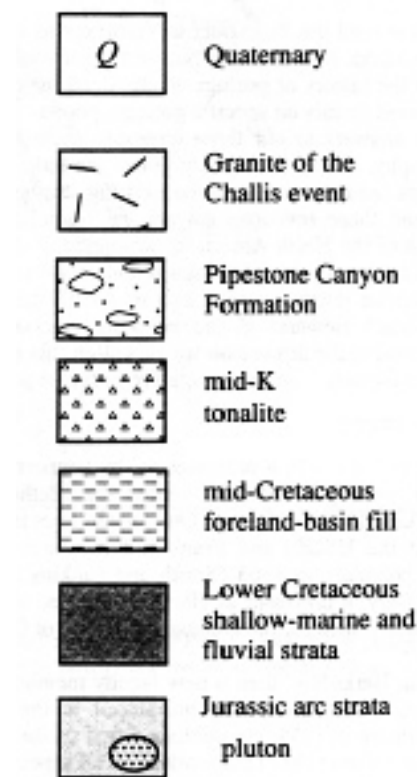 Q
Quaternary
Granite of the
Challis event
Pipestone Canyon
Formation
mid-K
tonalite
mid-Cretaceous
foreland-basin fill
Lower Cretaceous
shallow-marine and
fluvial strata
Jurassic arc strata
pluton